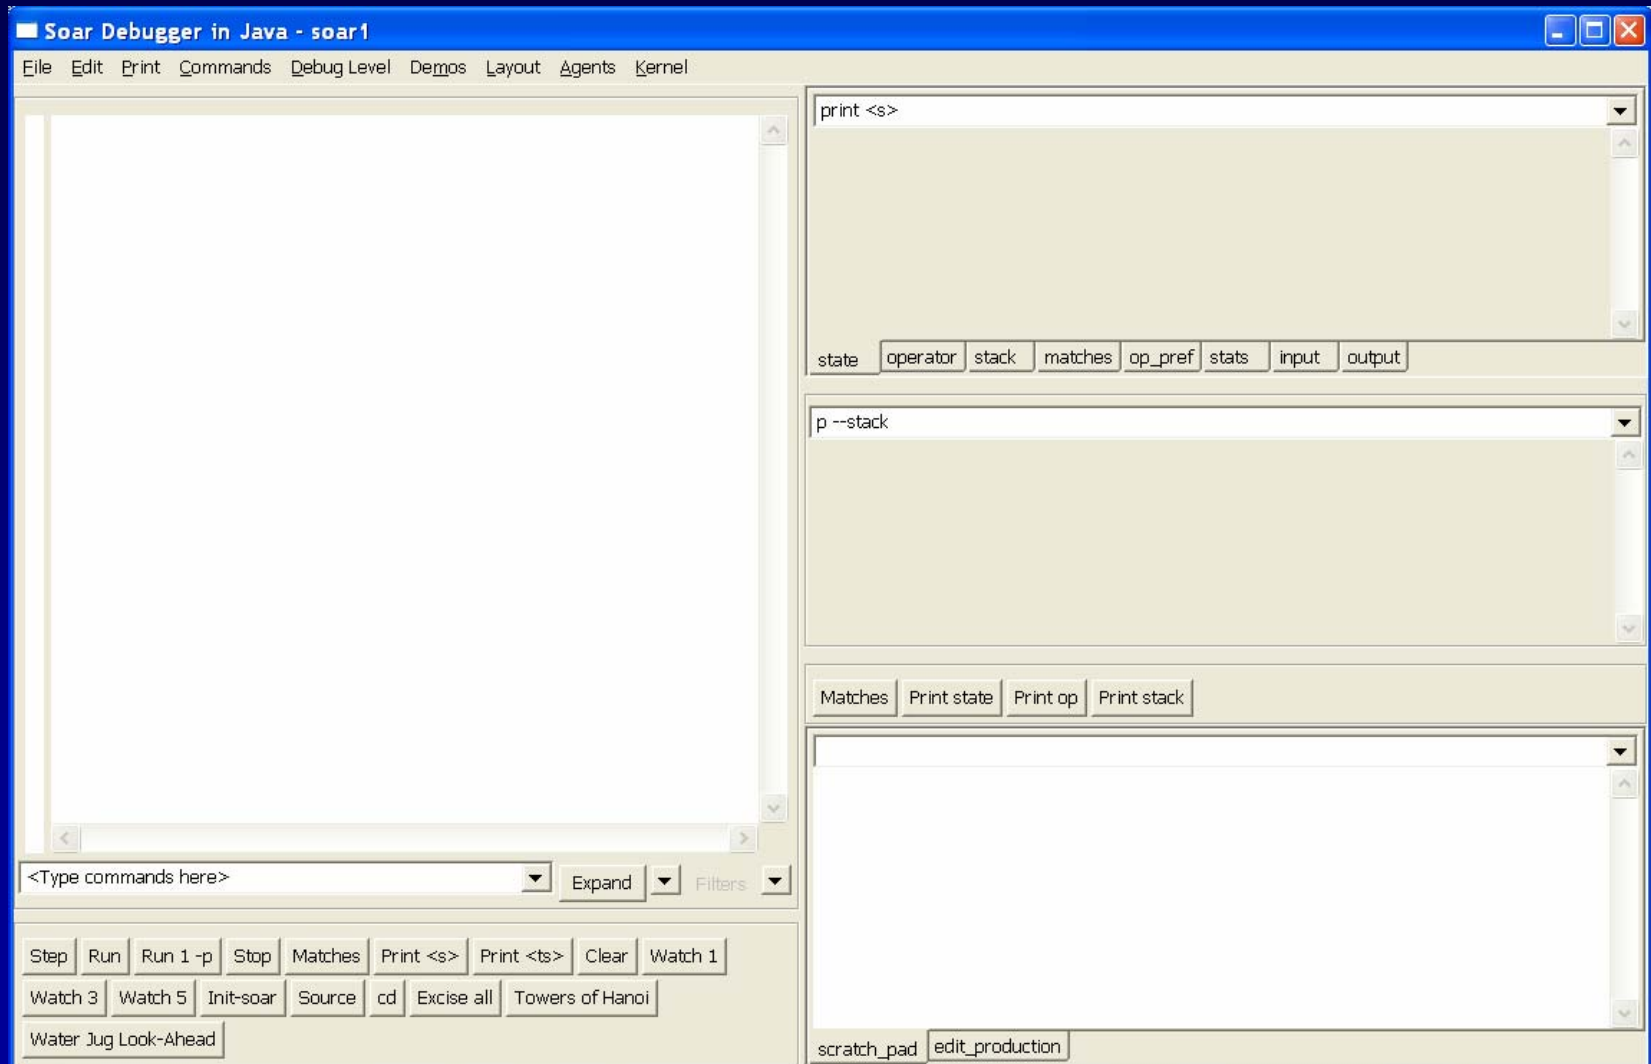 Soar Debugger in Java - soar1
File Edit Print Commands Debug Level Demos Layout Agents Kernel
print <s>
state operator stack matches op_pref stats input output
p --stack
Matches Print state Print op Print stack
<Type commands here> Expand Filters
Step Run Run 1 -p Stop Matches Print <s> Print <ts> Clear Watch 1
Watch 3 Watch 5 Init-soar Source cd Excise all Towers of Hanoi
Water Jug Look-Ahead
scratch_pad edit_production